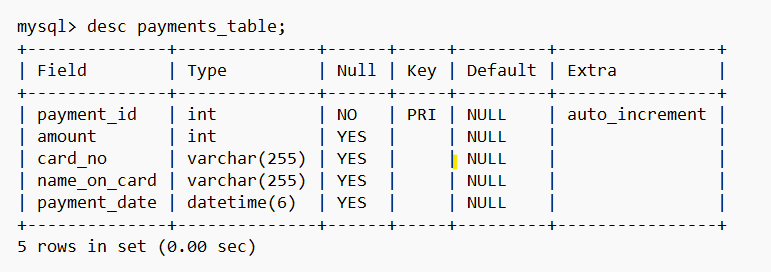 mysql> desc payments_table;
+--------------+--------------+------+-----+---------+----------------+
| Field        | Type         | Null | Key | Default | Extra          |
+--------------+--------------+------+-----+---------+----------------+
| payment_id   | int          | NO   | PRI | NULL    | auto_increment |
| amount       | int          | YES  |     | NULL    |                |
| card_no      | varchar(255) | YES  |     | NULL    |                |
| name_on_card | varchar(255) | YES  |     | NULL    |                |
| payment_date | datetime(6)  | YES  |     | NULL    |                |
+--------------+--------------+------+-----+---------+----------------+
5 rows in set (0.00 sec)